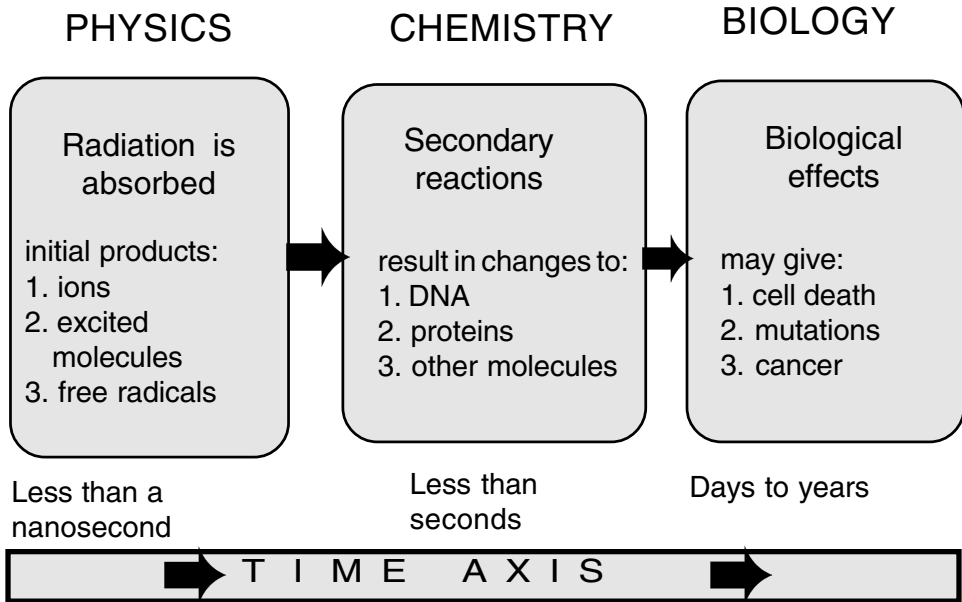 PHYSICS
Radiation is
absorbed
initial products:
1. ions
2. excited
molecules
3. free radicals
Less than a
nanosecond
CHEMISTRY
Secondary
reactions
result in changes to:
1. DNA
2. proteins
3. other molecules
Less than
seconds
BIOLOGY
Biological
effects
may give:
1. cell death
2. mutations
3. cancer
Days to years
TIME AXIS